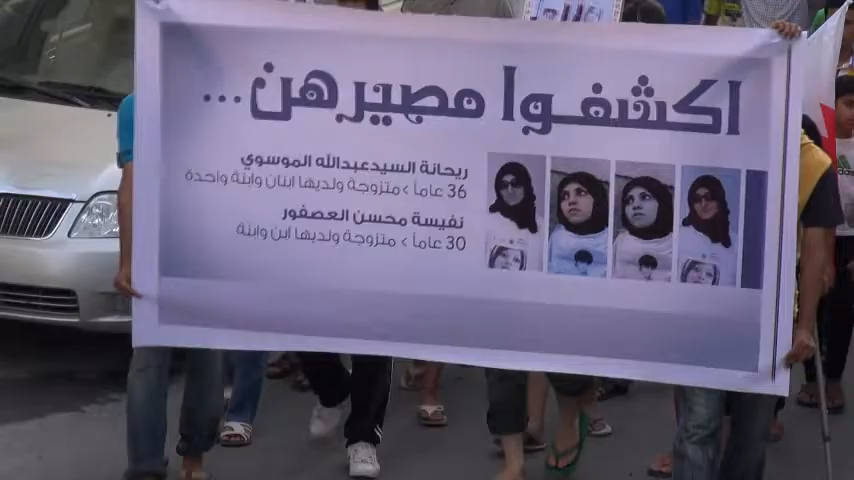 اكشفوا مصيرهن...
ريحانة السيدعبدالله الموسوي
36 عاماً > متزوجة ولديها ابنان وابنة واحدة
نفيسة محسن العصفور
30 عاماً > متزوجة ولديها ابن وابنة